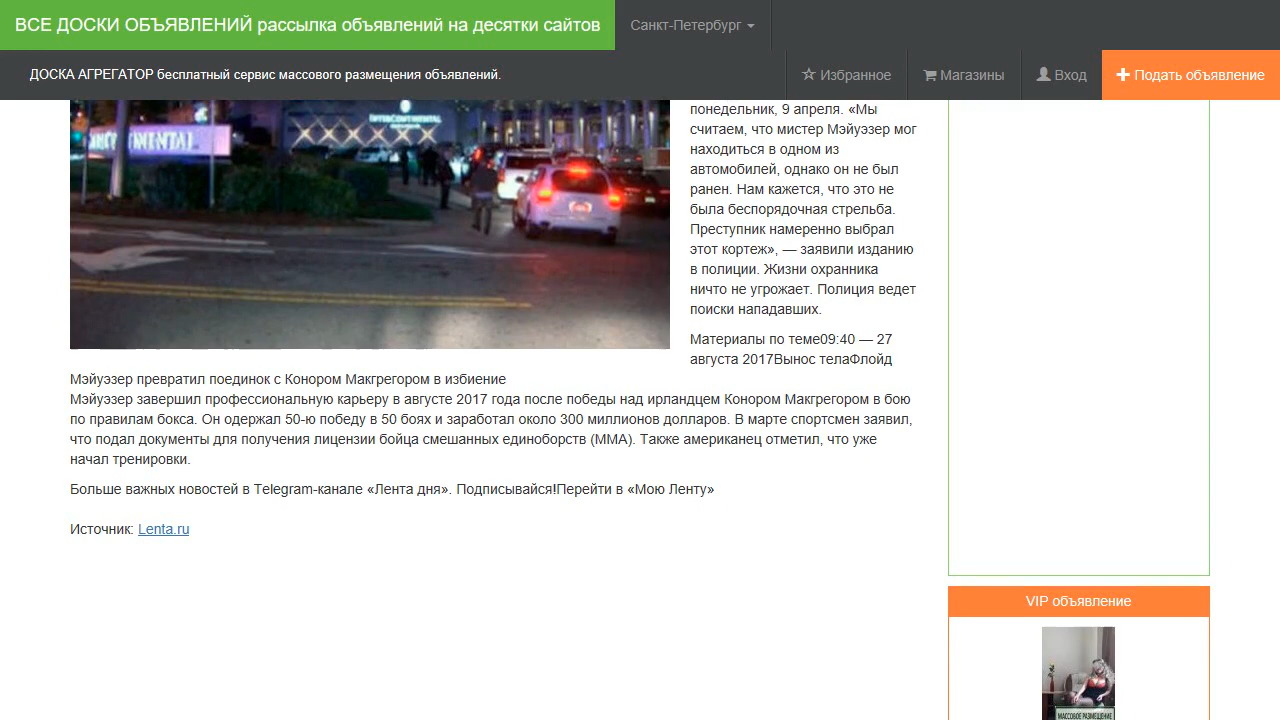 ВСЕ ДОСКИ ОБЪЯВЛЕНИЙ рассылка объявлений на десятки сайтов
Санкт-Петербург
ДОСКА АГРЕГАТОР бесплатный сервис массового размещения объявлений.
Избранное
Магазины
Вход
Подать объявление
INTERCONTINENTAL
понедельник, 9 апреля. «Мы
считаем, что мистер Мэйуэзер мог
находиться в одном из
автомобилей, однако он не был
ранен. Нам кажется, что это не
была беспорядочная стрельба.
Преступник намеренно выбрал
этот кортеж», — заявили изданию
в полиции. Жизни охранника
ничто не угрожает. Полиция ведет
поиски нападавших.
Материалы по теме09:40 — 27
августа 2017Вынос телаФлойд
Мэйуэзер превратил поединок с Конором Макгрегором в избиение
Мэйуэзер завершил профессиональную карьеру в августе 2017 года после победы над ирландцем Конором Макгрегором в бою
по правилам бокса. Он одержал 50-ю победу в 50 боях и заработал около 300 миллионов долларов. В марте спортсмен заявил,
что подал документы для получения лицензии бойца смешанных единоборств (MMA). Также американец отметил, что уже
начал тренировки.
Больше важных новостей в Telegram-канале «Лента дня». Подписывайся!Перейти в «Мою Ленту»
Источник: Lenta.ru
VIP объявление
МАССОВОЕ РАЗМЕЩЕНИЕ